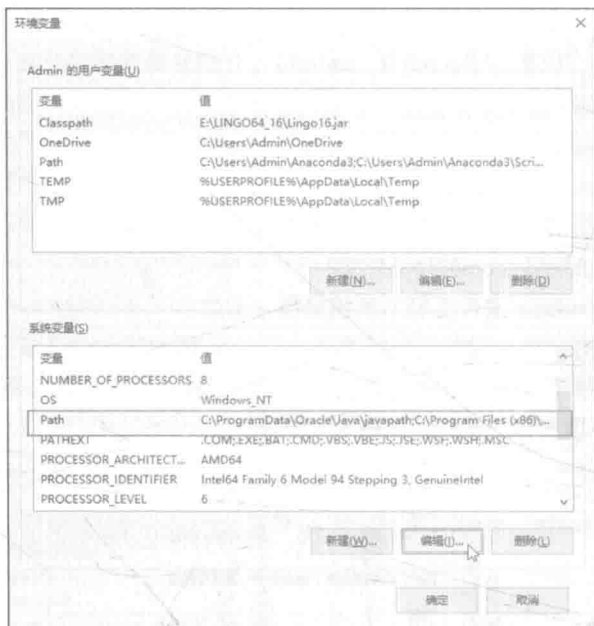 环境变量
Admin 的用户变量(U)
变量 值
Classpath E:\LINGO64_16\Lingo16.jar
OneDrive C:\Users\Admin\OneDrive
Path C:\Users\Admin\Anaconda3;C:\Users\Admin\Anaconda3\Scri...
TEMP %USERPROFILE%\AppData\Local\Temp
TMP %USERPROFILE%\AppData\Local\Temp
新建(N)... 编辑(E)... 删除(D)
系统变量(S)
变量 值
NUMBER_OF_PROCESSORS 8
OS Windows_NT
Path C:\ProgramData\Oracle\Java\javapath;C:\Program Files (x86)\...
PATHEXT .COM;.EXE;.BAT;.CMD;.VBS;.VBE;.JS;.JSE;.WSF;.WSH;.MSC
PROCESSOR_ARCHITECT... AMD64
PROCESSOR_IDENTIFIER Intel64 Family 6 Model 94 Stepping 3, GenuineIntel
PROCESSOR_LEVEL 6
新建(W)... 编辑(I)... 删除(L)
确定 取消